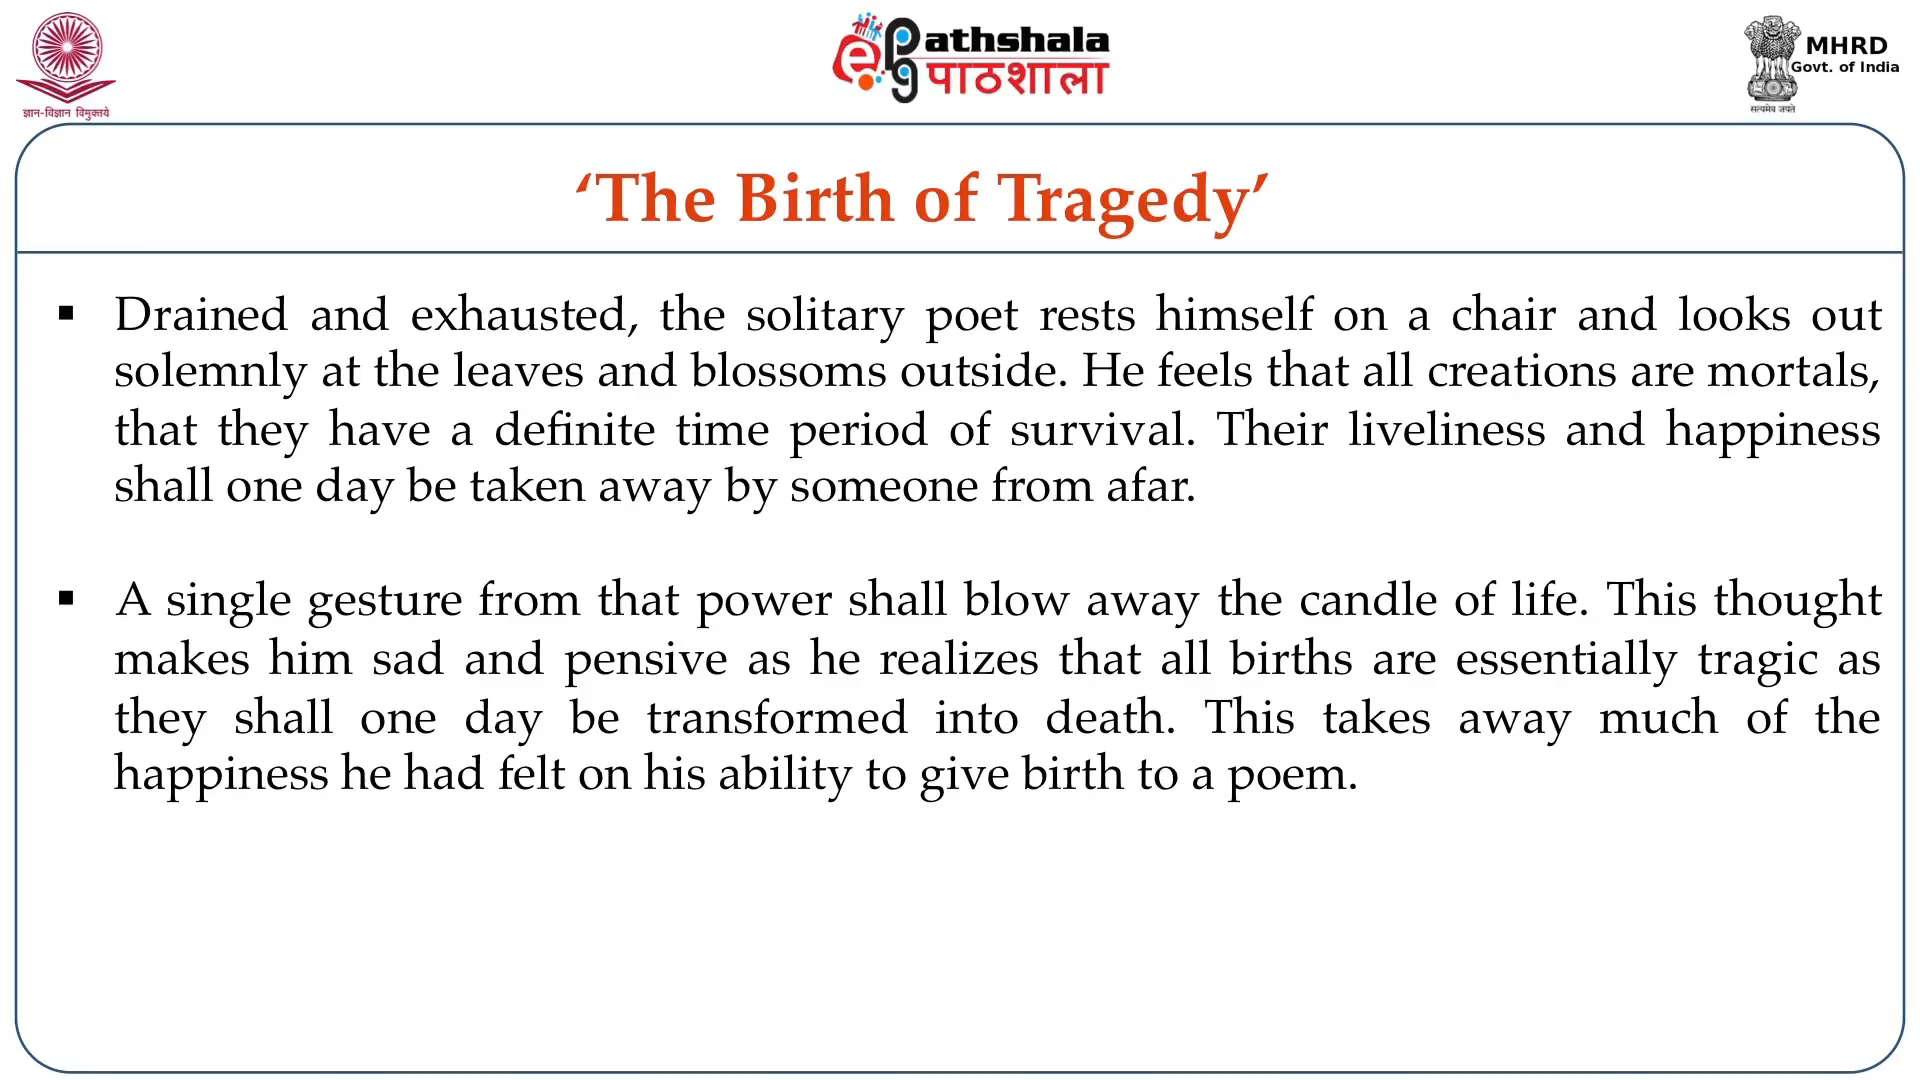 ज्ञान-विज्ञान विमुक्तये
ePG Pathshala
पाठशाला
MHRD
Govt. of India
सत्यमेव जयते
‘The Birth of Tragedy’
▪ Drained and exhausted, the solitary poet rests himself on a chair and looks out
solemnly at the leaves and blossoms outside. He feels that all creations are mortals,
that they have a definite time period of survival. Their liveliness and happiness
shall one day be taken away by someone from afar.
▪ A single gesture from that power shall blow away the candle of life. This thought
makes him sad and pensive as he realizes that all births are essentially tragic as
they shall one day be transformed into death. This takes away much of the
happiness he had felt on his ability to give birth to a poem.